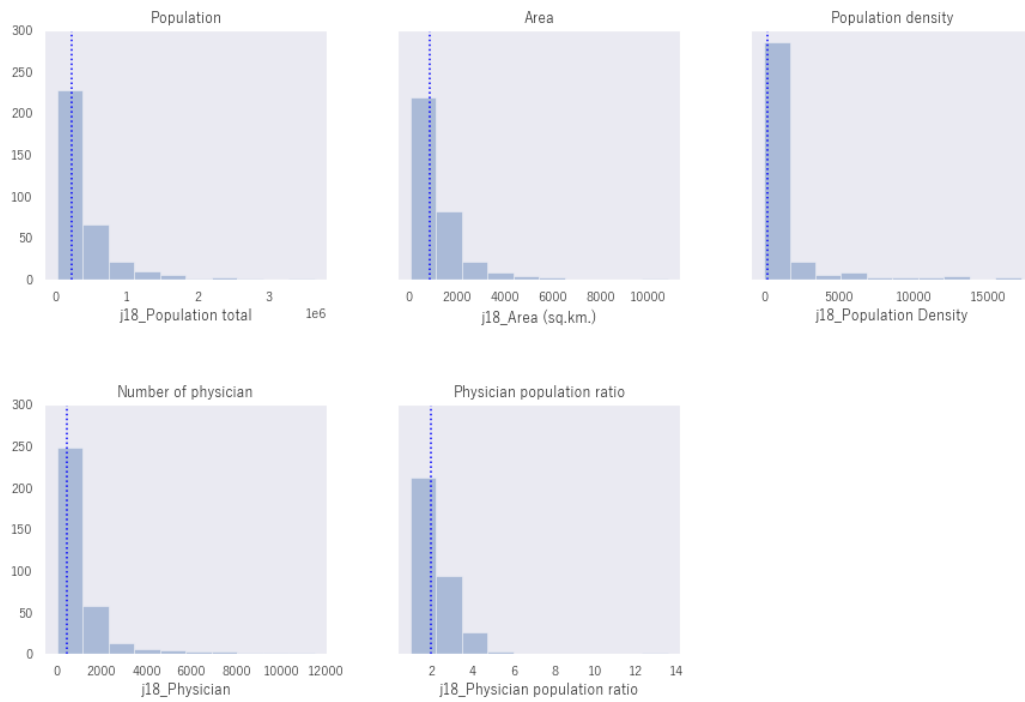 Population
Area
Population density
300
250
200
150
100
50
0
0 1 2 3
1e6
j18_Population total
0 2000 4000 6000 8000 10000
j18_Area (sq.km.)
0 5000 10000 15000
j18_Population Density
Number of physician
Physician population ratio
300
250
200
150
100
50
0
0 2000 4000 6000 8000 10000 12000
j18_Physician
2 4 6 8 10 12 14
j18_Physician population ratio